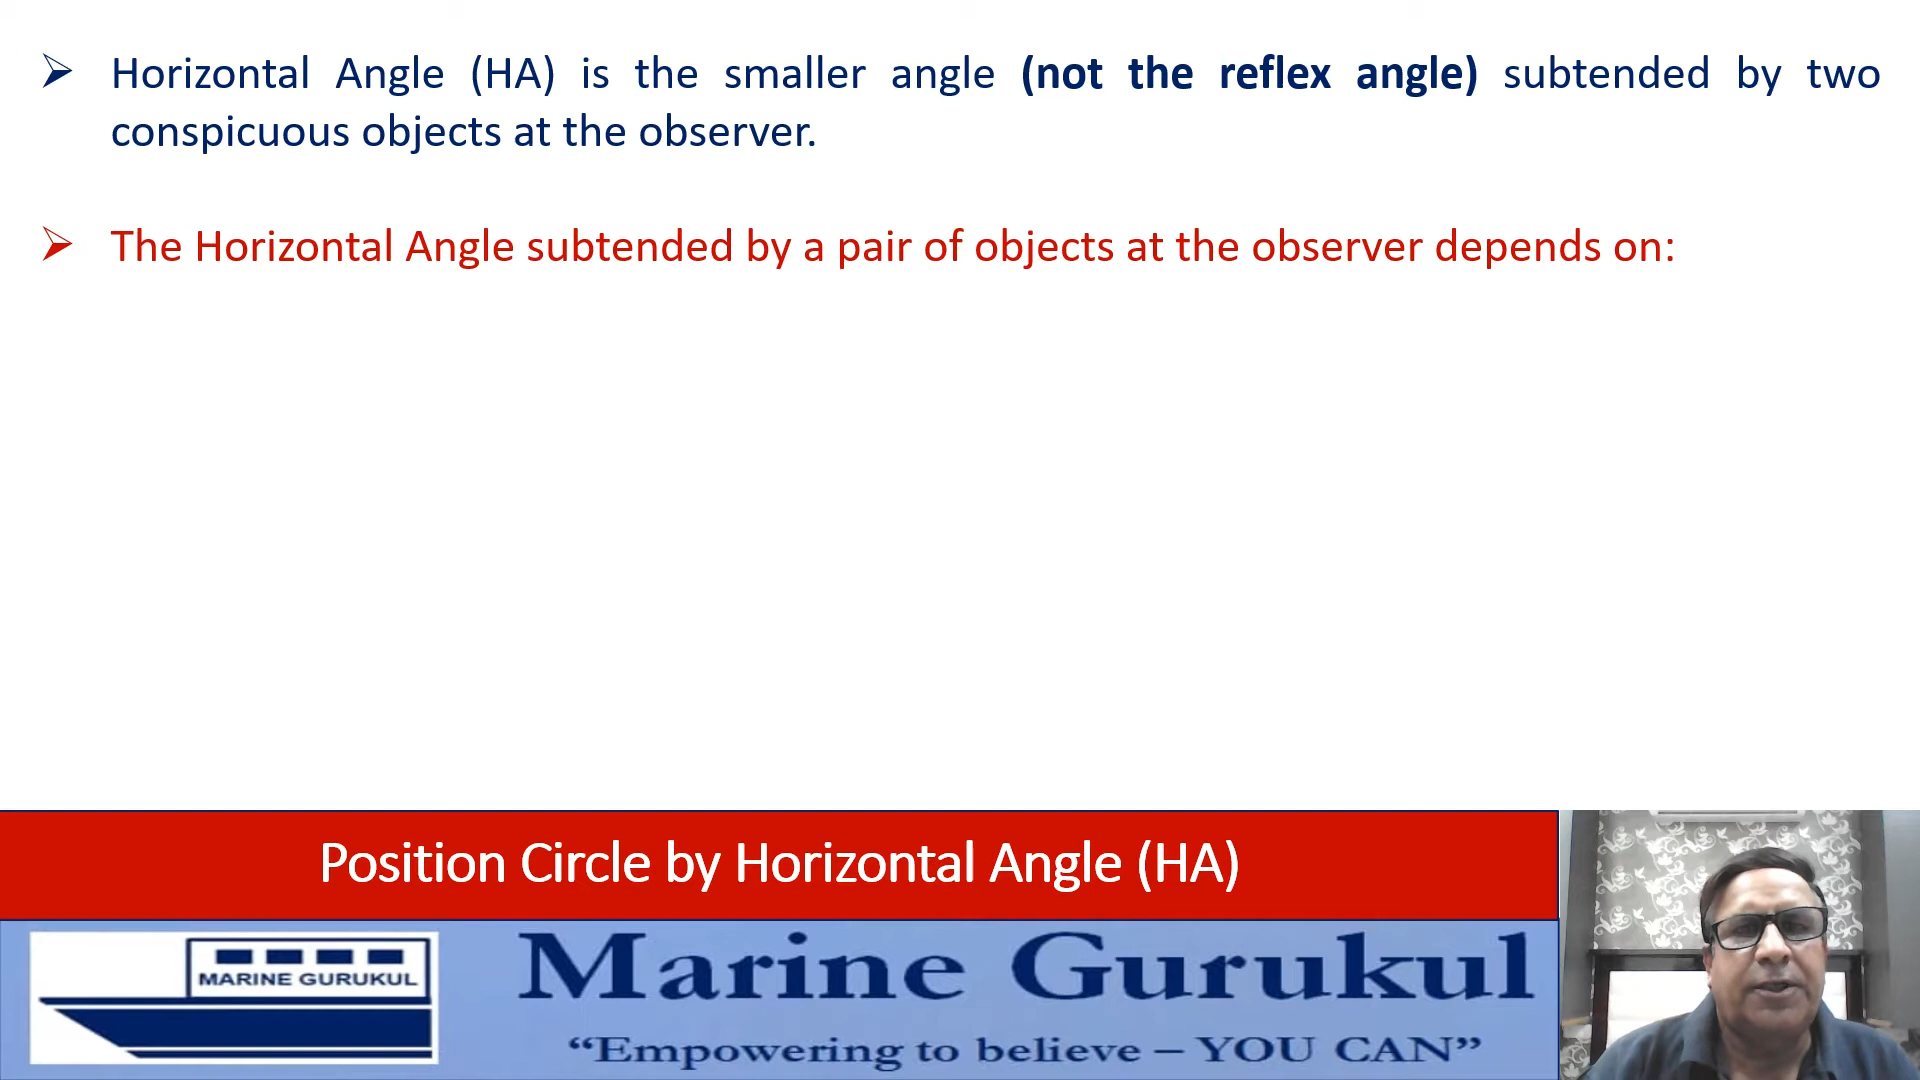 Horizontal Angle (HA) is the smaller angle (not the reflex angle) subtended by two
conspicuous objects at the observer.
The Horizontal Angle subtended by a pair of objects at the observer depends on:
Position Circle by Horizontal Angle (HA)
MARINE GURUKUL
Marine Gurukul
“Empowering to believe – YOU CAN”